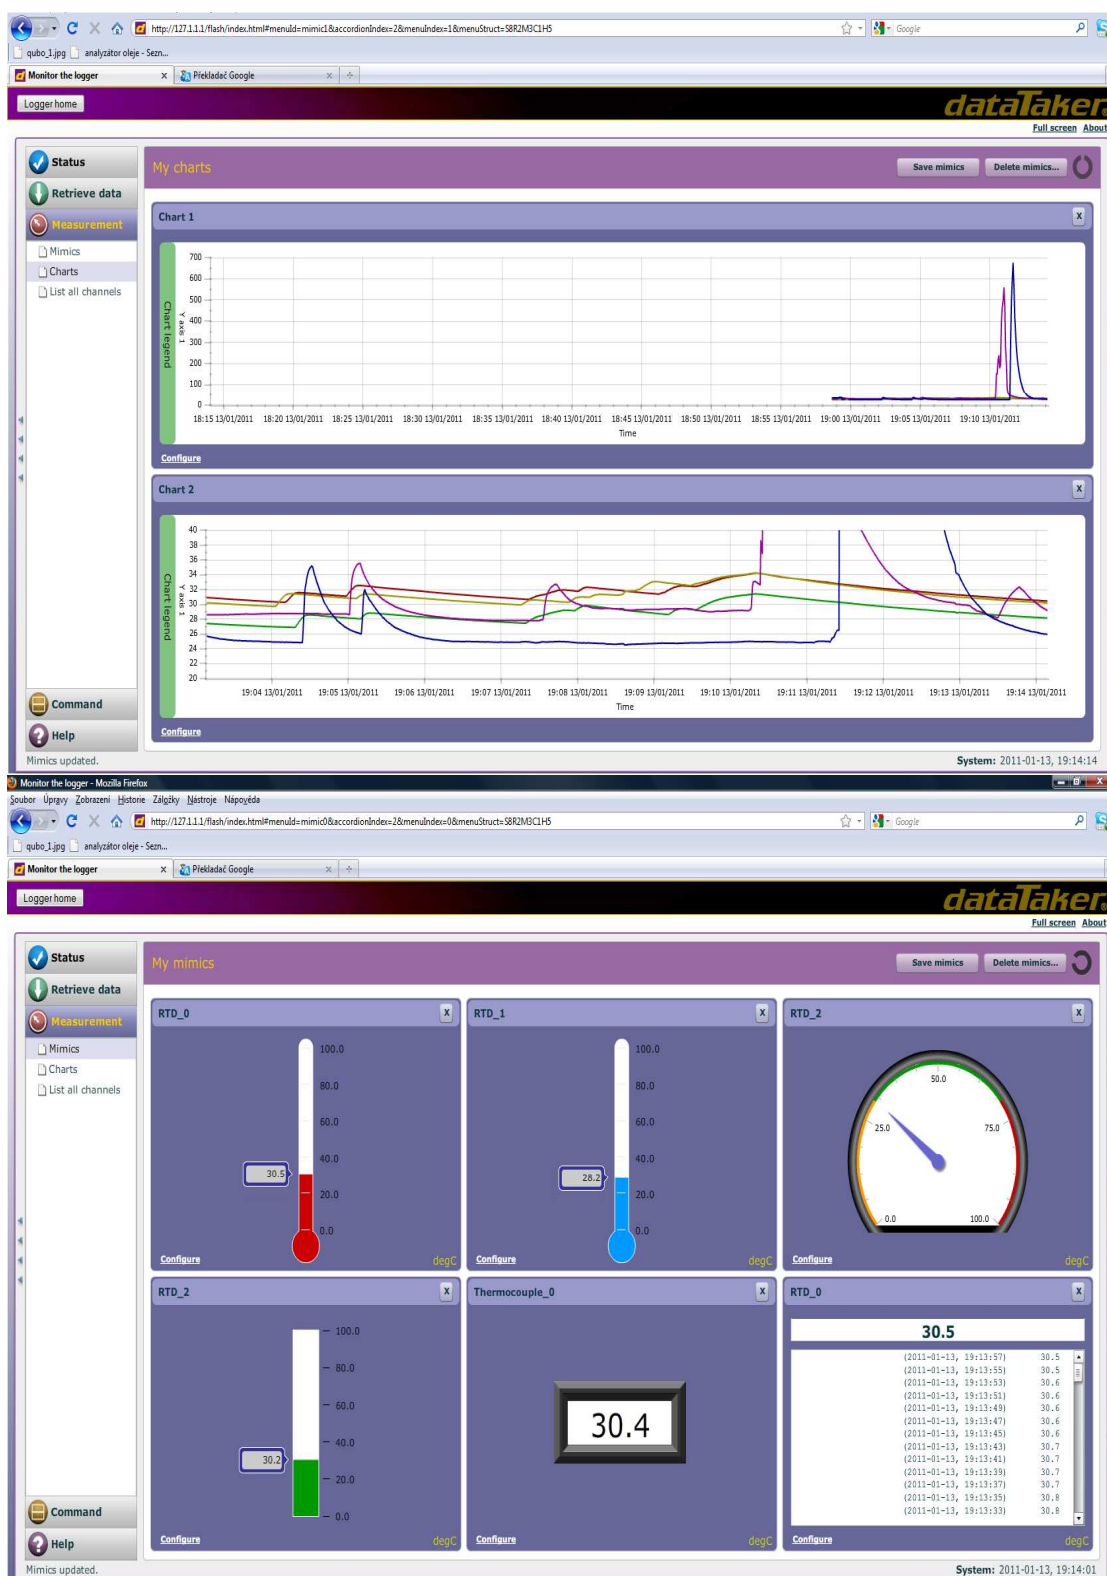 http://127.1.1.1/flash/index.html#menuId=mimic1&accordionIndex=2&menuIndex=1&menuStruct=S8R2M3C1H5
Google
qubo_1.jpg analyzátor oleje - Sezn...
Monitor the logger x Překladač Google x
Logger home
dataTaker
Full screen About
Status
Retrieve data
Measurement
Mimics
Charts
List all channels
Command
Help
My charts
Save mimics Delete mimics...
Chart 1 X
Chart legend
Y axis 1
700
600
500
400
300
200
100
0
18:15 13/01/2011 18:20 13/01/2011 18:25 13/01/2011 18:30 13/01/2011 18:35 13/01/2011 18:40 13/01/2011 18:45 13/01/2011 18:50 13/01/2011 18:55 13/01/2011 19:00 13/01/2011 19:05 13/01/2011 19:10 13/01/2011
Time
Configure
Chart 2 X
Chart legend
Y axis 1
40
38
36
34
32
30
28
26
24
22
20
19:04 13/01/2011 19:05 13/01/2011 19:06 13/01/2011 19:07 13/01/2011 19:08 13/01/2011 19:09 13/01/2011 19:10 13/01/2011 19:11 13/01/2011 19:12 13/01/2011 19:13 13/01/2011 19:14 13/01/2011
Time
Configure
Mimics updated.
System: 2011-01-13, 19:14:14
Monitor the logger - Mozilla Firefox
Soubor Úpravy Zobrazení Historie Záložky Nástroje Nápověda
http://127.1.1.1/flash/index.html#menuId=mimic0&accordionIndex=2&menuIndex=0&menuStruct=S8R2M3C1H5
Google
qubo_1.jpg analyzátor oleje - Sezn...
Monitor the logger x Překladač Google x
Logger home
dataTaker
Full screen About
Status
Retrieve data
Measurement
Mimics
Charts
List all channels
Command
Help
My mimics
Save mimics Delete mimics...
RTD_0 X
100.0
80.0
60.0
40.0
30.5
20.0
0.0
Configure degC
RTD_1 X
100.0
80.0
60.0
40.0
28.2
20.0
0.0
Configure degC
RTD_2 X
50.0
25.0 75.0
0.0 100.0
Configure degC
RTD_2 X
100.0
80.0
60.0
40.0
30.2
20.0
0.0
Configure degC
Thermocouple_0 X
30.4
Configure degC
RTD_0 X
30.5
(2011-01-13, 19:13:57) 30.5
(2011-01-13, 19:13:55) 30.5
(2011-01-13, 19:13:53) 30.6
(2011-01-13, 19:13:51) 30.6
(2011-01-13, 19:13:49) 30.6
(2011-01-13, 19:13:47) 30.6
(2011-01-13, 19:13:45) 30.6
(2011-01-13, 19:13:43) 30.7
(2011-01-13, 19:13:41) 30.7
(2011-01-13, 19:13:39) 30.7
(2011-01-13, 19:13:37) 30.7
(2011-01-13, 19:13:35) 30.8
(2011-01-13, 19:13:33) 30.8
Configure degC
Mimics updated.
System: 2011-01-13, 19:14:01